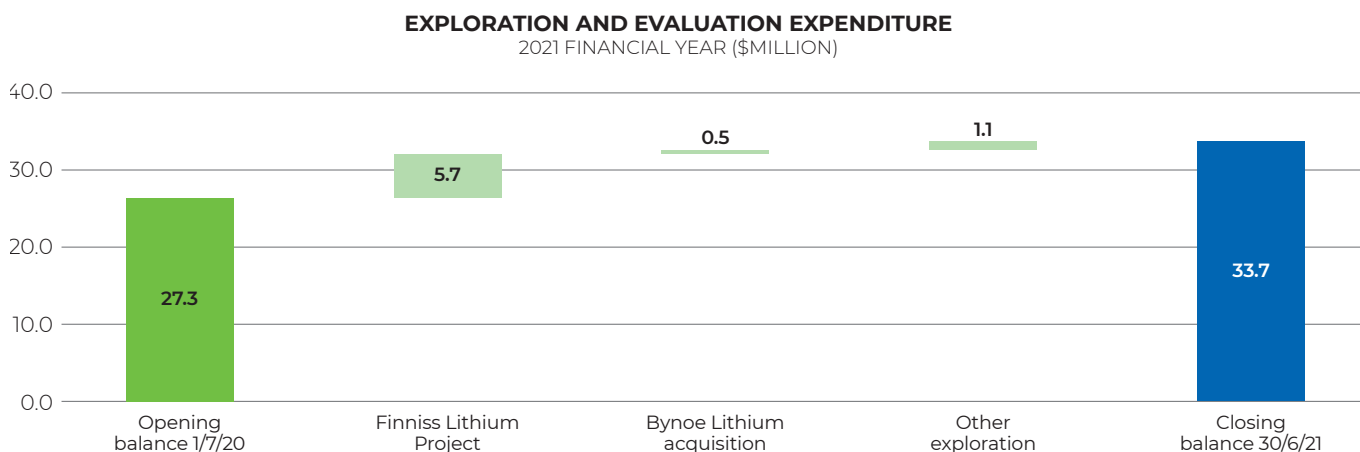 EXPLORATION AND EVALUATION EXPENDITURE
2021 FINANCIAL YEAR ($MILLION)
40.0
30.0
20.0
10.0
0.0
27.3
5.7
0.5
1.1
33.7
Opening
balance 1/7/20
Finniss Lithium
Project
Bynoe Lithium
acquisition
Other
exploration
Closing
balance 30/6/21